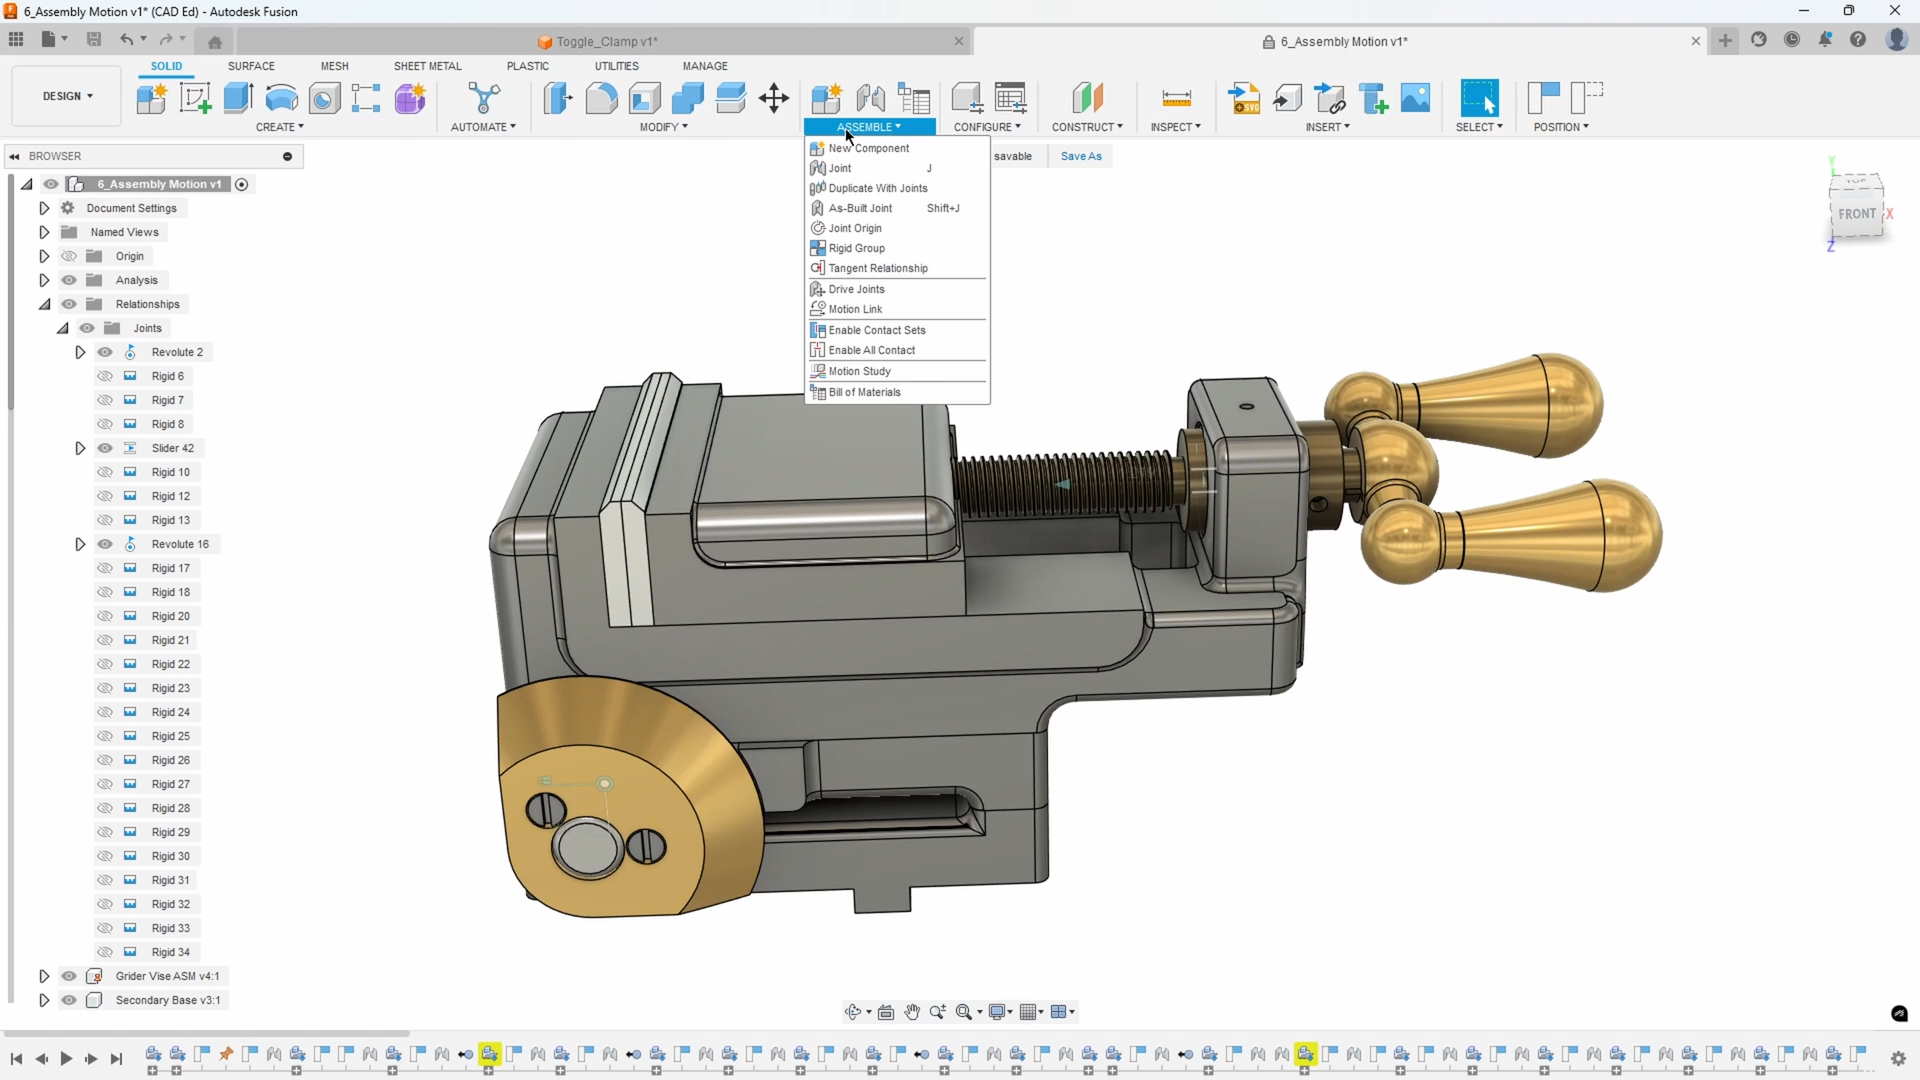 6_Assembly Motion v1* (CAD Ed) - Autodesk Fusion
Toggle_Clamp v1*
6_Assembly Motion v1*
DESIGN
SOLID
SURFACE
MESH
SHEET METAL
PLASTIC
UTILITIES
MANAGE
CREATE
AUTOMATE
MODIFY
ASSEMBLE
CONFIGURE
CONSTRUCT
INSPECT
INSERT
SELECT
POSITION
SVG
BROWSER
savable
Save As
New Component
Joint J
Duplicate With Joints
As-Built Joint Shift+J
Joint Origin
Rigid Group
Tangent Relationship
Drive Joints
Motion Link
Enable Contact Sets
Enable All Contact
Motion Study
Bill of Materials
Y
TOP
FRONT
X
Z
6_Assembly Motion v1
Document Settings
Named Views
Origin
Analysis
Relationships
Joints
Revolute 2
Rigid 6
Rigid 7
Rigid 8
Slider 42
Rigid 10
Rigid 12
Rigid 13
Revolute 16
Rigid 17
Rigid 18
Rigid 20
Rigid 21
Rigid 22
Rigid 23
Rigid 24
Rigid 25
Rigid 26
Rigid 27
Rigid 28
Rigid 29
Rigid 30
Rigid 31
Rigid 32
Rigid 33
Rigid 34
Grider Vise ASM v4:1
Secondary Base v3:1